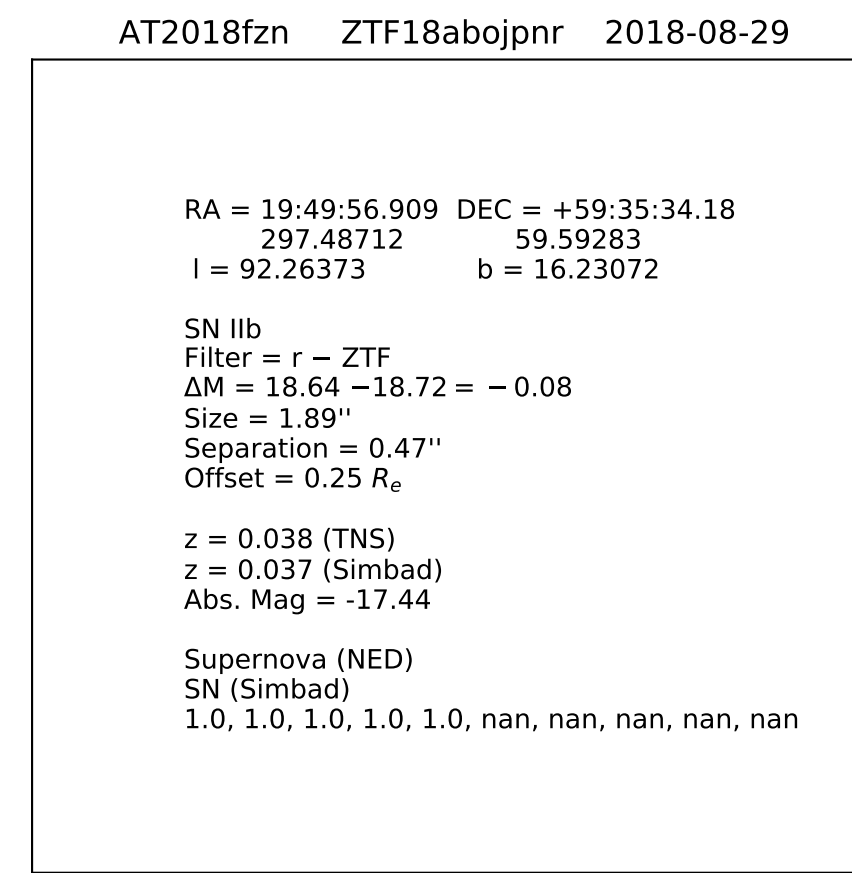 AT2018fzn ZTF18abojpnr 2018-08-29
RA = 19:49:56.909 DEC = +59:35:34.18
297.48712 59.59283
l = 92.26373 b = 16.23072
SN IIb
Filter = r − ZTF
ΔM = 18.64 −18.72 = −0.08
Size = 1.89''
Separation = 0.47''
Offset = 0.25 Rₑ
z = 0.038 (TNS)
z = 0.037 (Simbad)
Abs. Mag = -17.44
Supernova (NED)
SN (Simbad)
1.0, 1.0, 1.0, 1.0, 1.0, nan, nan, nan, nan, nan